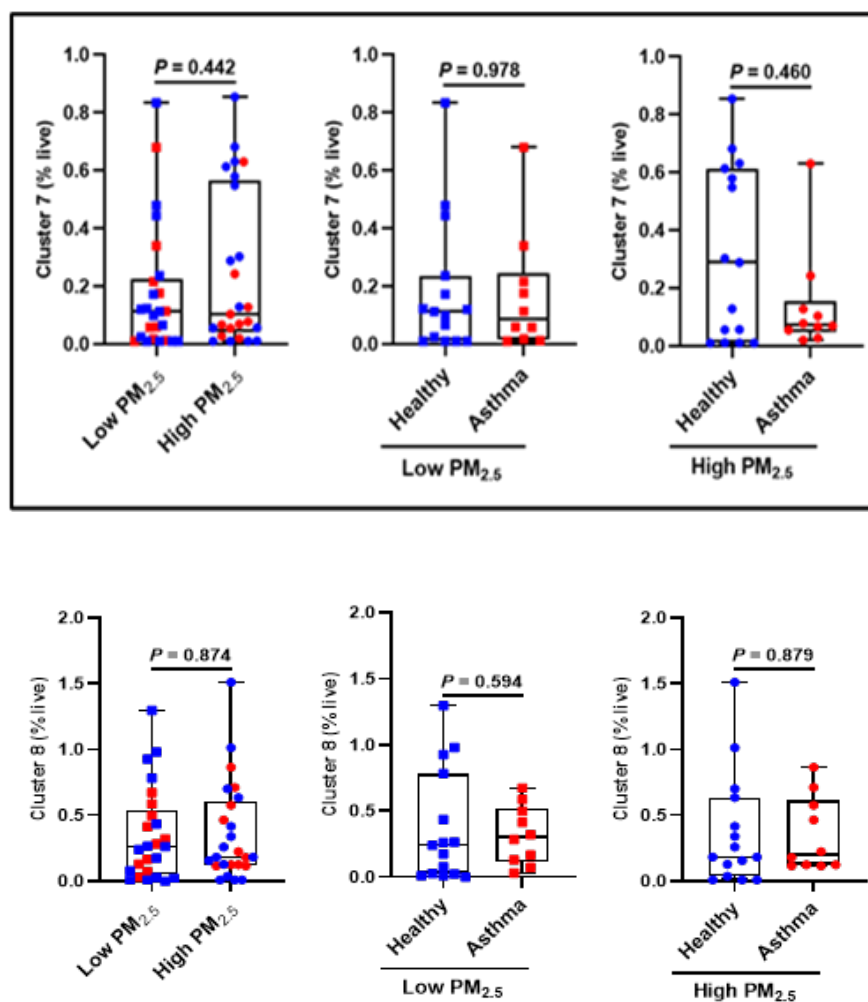 P = 0.442
Cluster 7 (% live)
1.0
0.8
0.6
0.4
0.2
0.0
Low PM2.5
High PM2.5
P = 0.978
Cluster 7 (% live)
1.0
0.8
0.6
0.4
0.2
0.0
Healthy
Asthma
Low PM2.5
P = 0.460
Cluster 7 (% live)
1.0
0.8
0.6
0.4
0.2
0.0
Healthy
Asthma
High PM2.5
P = 0.874
Cluster 8 (% live)
2.0
1.5
1.0
0.5
0.0
Low PM2.5
High PM2.5
P = 0.594
Cluster 8 (% live)
2.0
1.5
1.0
0.5
0.0
Healthy
Asthma
Low PM2.5
P = 0.879
Cluster 8 (% live)
2.0
1.5
1.0
0.5
0.0
Healthy
Asthma
High PM2.5